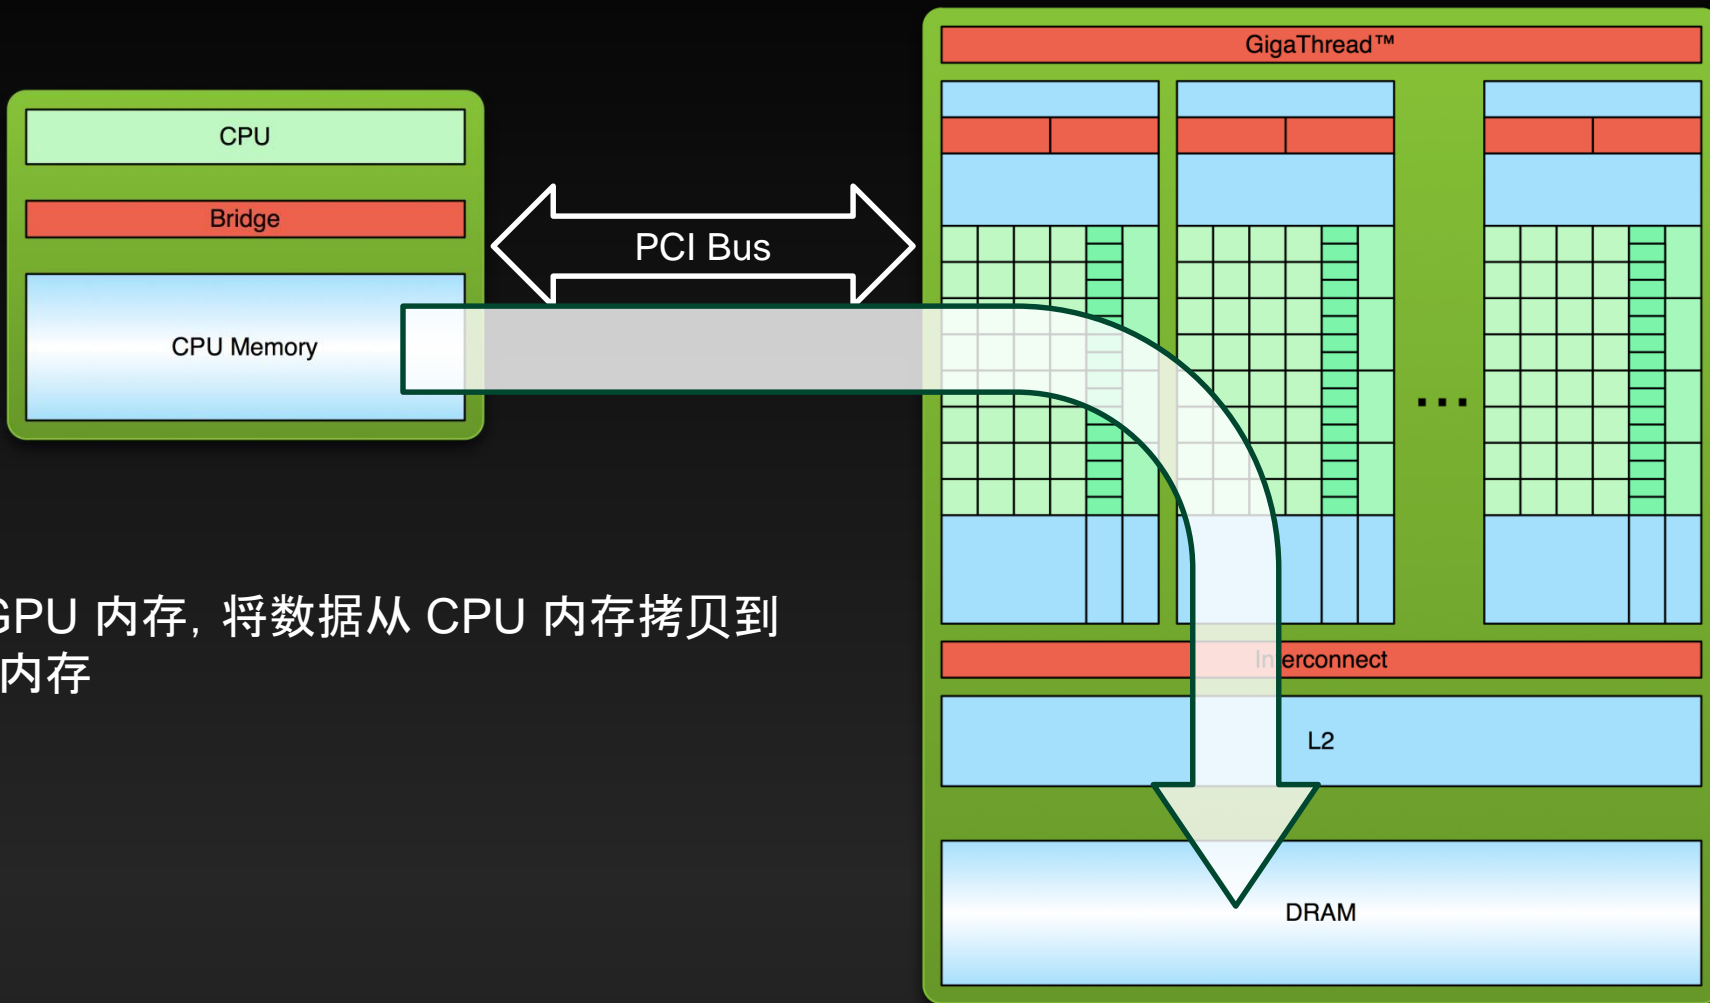 GigaThread™
CPU
Bridge
PCI Bus
CPU Memory
...
GPU 内存, 将数据从 CPU 内存拷贝到
内存
Interconnect
L2
DRAM